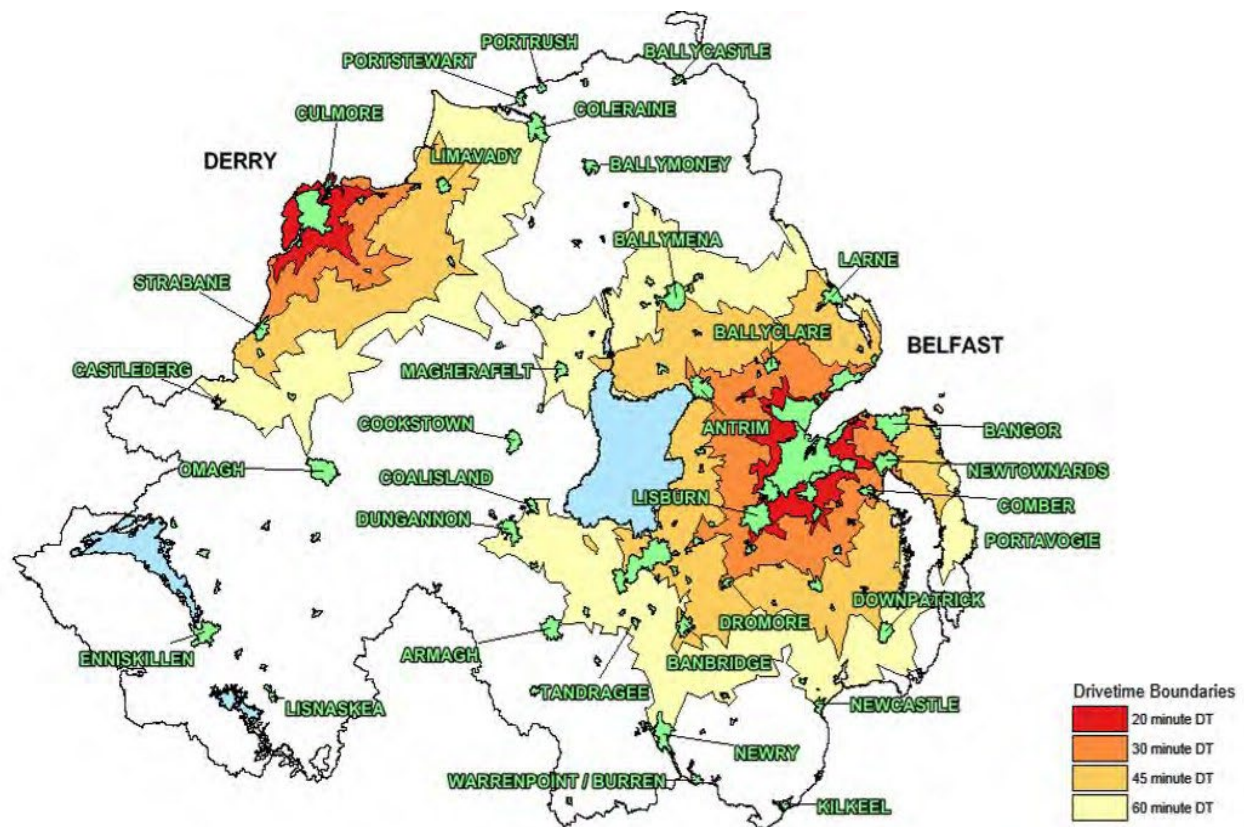 PORTRUSH
BALLYCASTLE
PORTSTEWART
CULMORE
COLERAINE
DERRY
LIMAVADY
BALLYMONEY
BALLYMENA
LARNE
STRABANE
BALLYCLARE
BELFAST
CASTLEDERG
MAGHERAFELT
COOKSTOWN
ANTRIM
BANGOR
OMAGH
NEWTOWNARDS
COALISLAND
LISBURN
COMBER
DUNGANNON
PORTAVOGIE
DOWNPATRICK
DROMORE
ENNISKILLEN
ARMAGH
BANBRIDGE
TANDRAGEE
LISNASKEA
NEWCASTLE
NEWRY
WARRENPOINT / BURREN
KILKEEL
Drivetime Boundaries
20 minute DT
30 minute DT
45 minute DT
60 minute DT